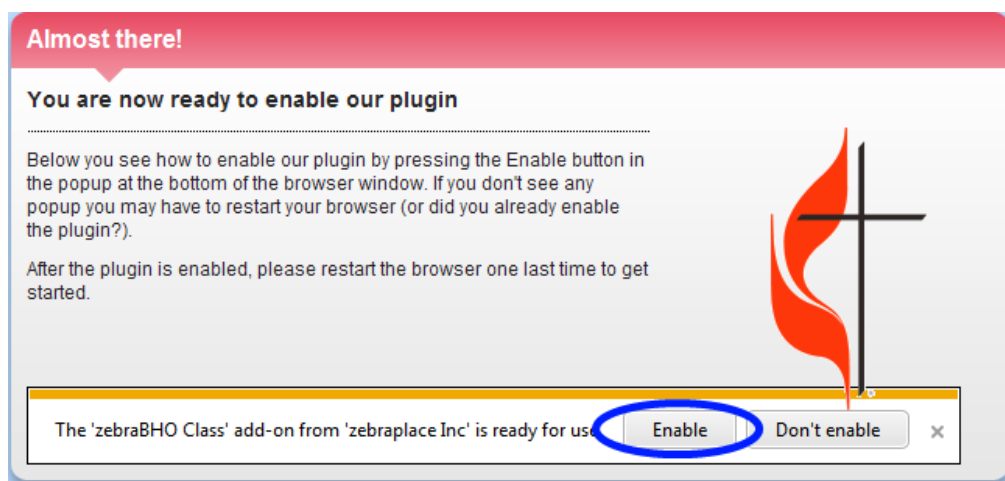 Almost there!
You are now ready to enable our plugin
Below you see how to enable our plugin by pressing the Enable button in
the popup at the bottom of the browser window. If you don't see any
popup you may have to restart your browser (or did you already enable
the plugin?).
After the plugin is enabled, please restart the browser one last time to get
started.
The 'zebraBHO Class' add-on from 'zebraplace Inc' is ready for use Enable Don't enable ×